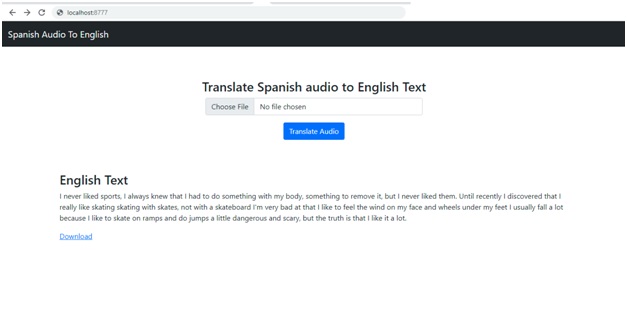 localhost:8777
Spanish Audio To English
Translate Spanish audio to English Text
Choose File No file chosen
Translate Audio
English Text
I never liked sports, I always knew that I had to do something with my body, something to remove it, but I never liked them. Until recently I discovered that I
really like skating skating with skates, not with a skateboard I'm very bad at that I like to feel the wind on my face and wheels under my feet I usually fall a lot
because I like to skate on ramps and do jumps a little dangerous and scary, but the truth is that I like it a lot.
Download